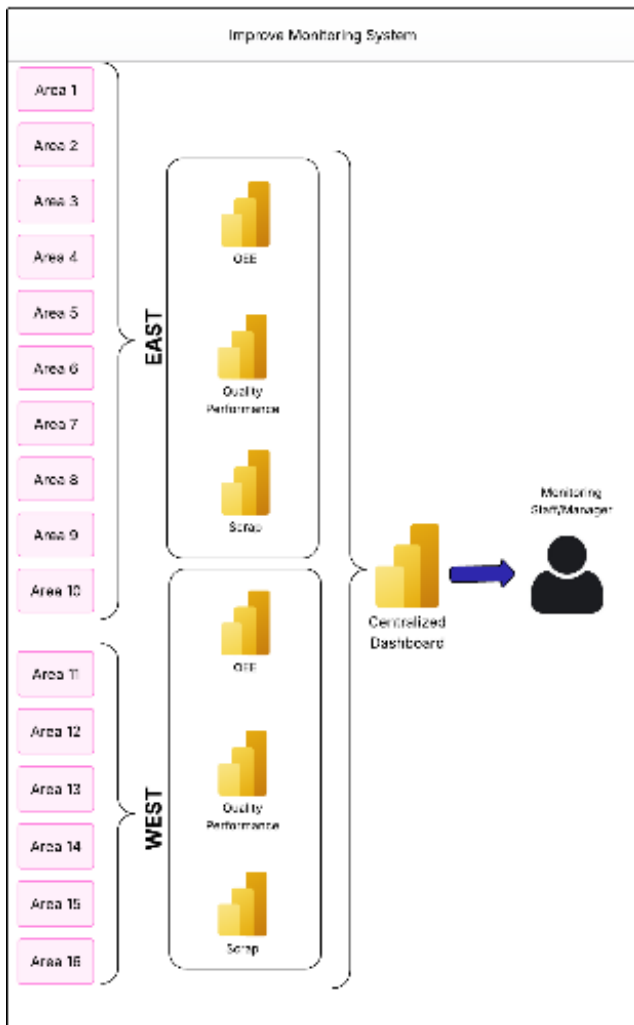 Improve Monitoring System
Area 1
Area 2
Area 3
Area 4
Area 5
Area 6
Area 7
Area 8
Area 9
Area 10
EAST
OEE
Quality
Performance
Scrap
Area 11
Area 12
Area 13
Area 14
Area 15
Area 16
WEST
OEE
Quality
Performance
Scrap
Centralized
Dashboard
Monitoring
Staff/Manager